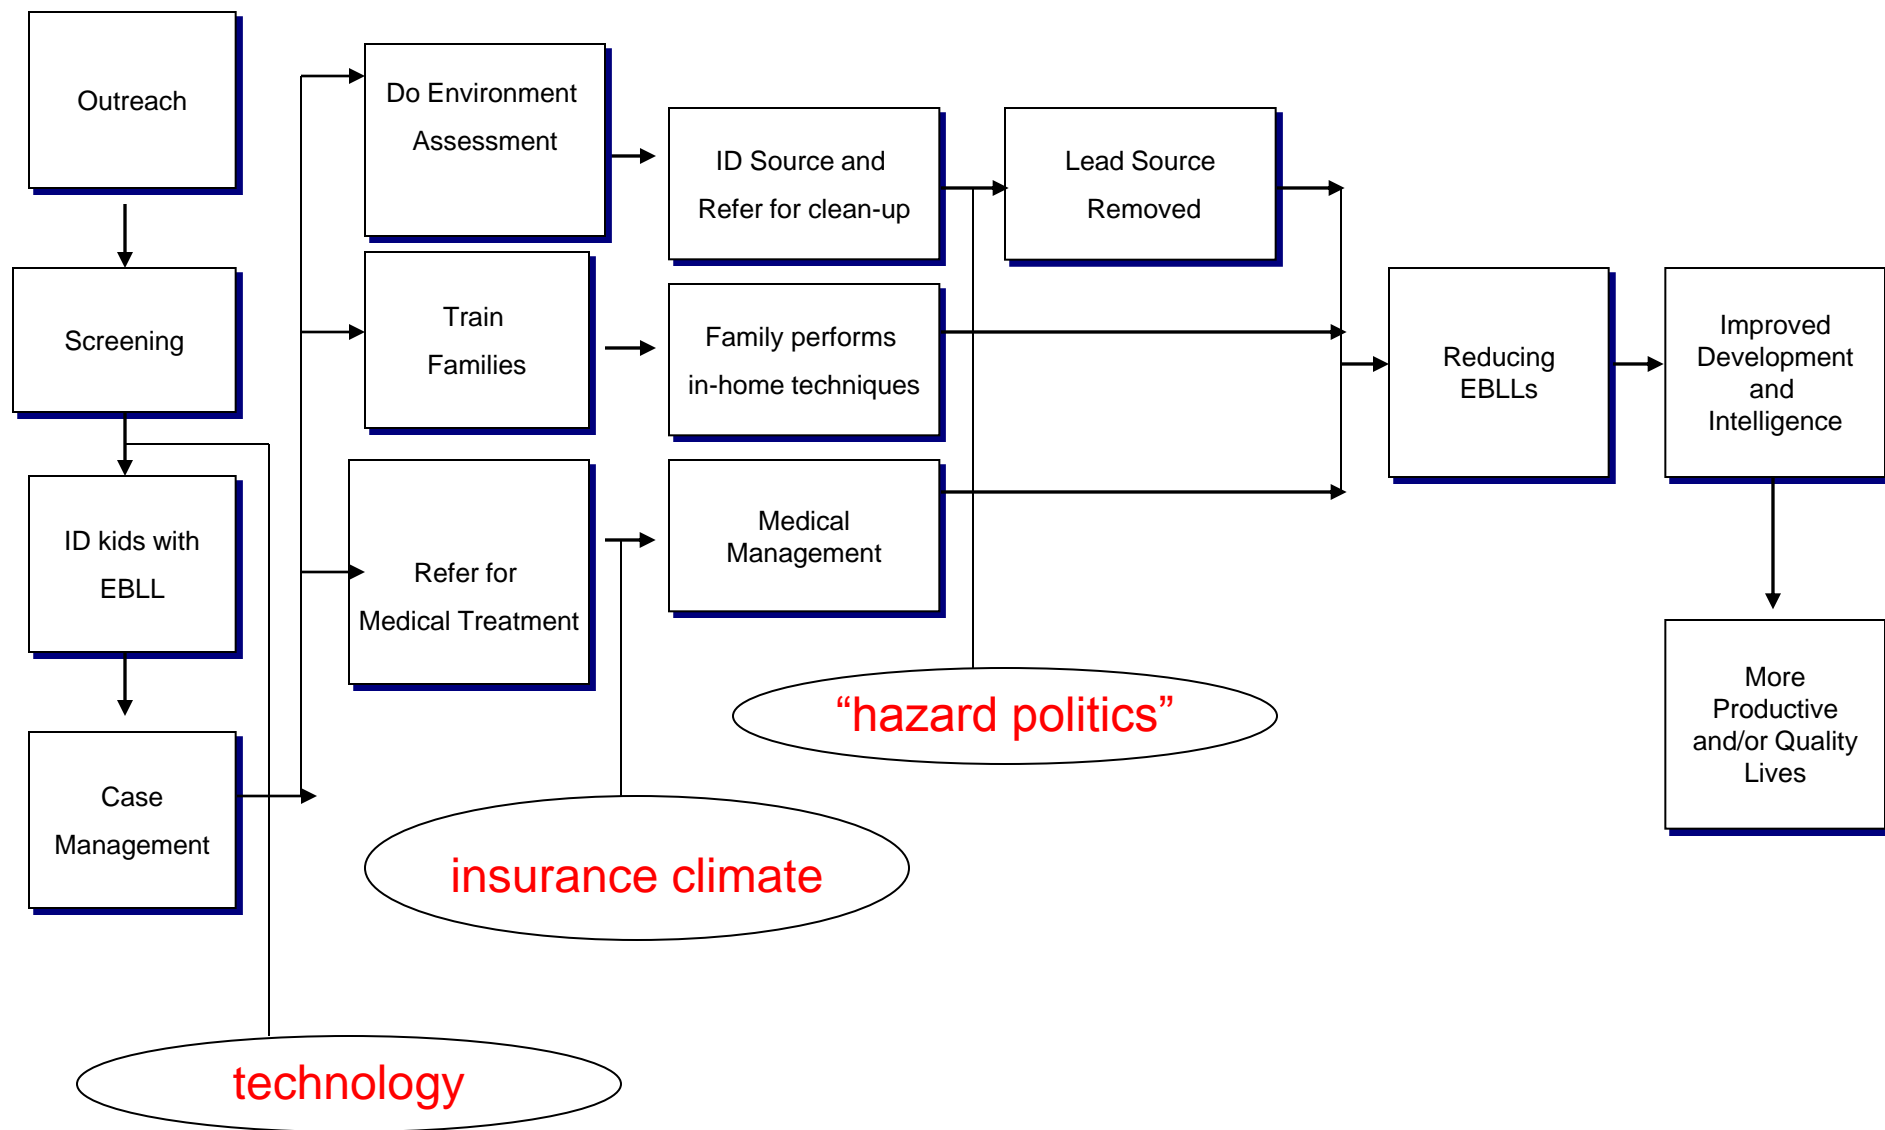 Outreach
Screening
ID kids with
EBLL
Case
Management
Do Environment
Assessment
Train
Families
Refer for
Medical Treatment
ID Source and
Refer for clean-up
Family performs
in-home techniques
Medical
Management
Lead Source
Removed
Reducing
EBLLs
Improved
Development
and
Intelligence
More
Productive
and/or Quality
Lives
“hazard politics”
insurance climate
technology